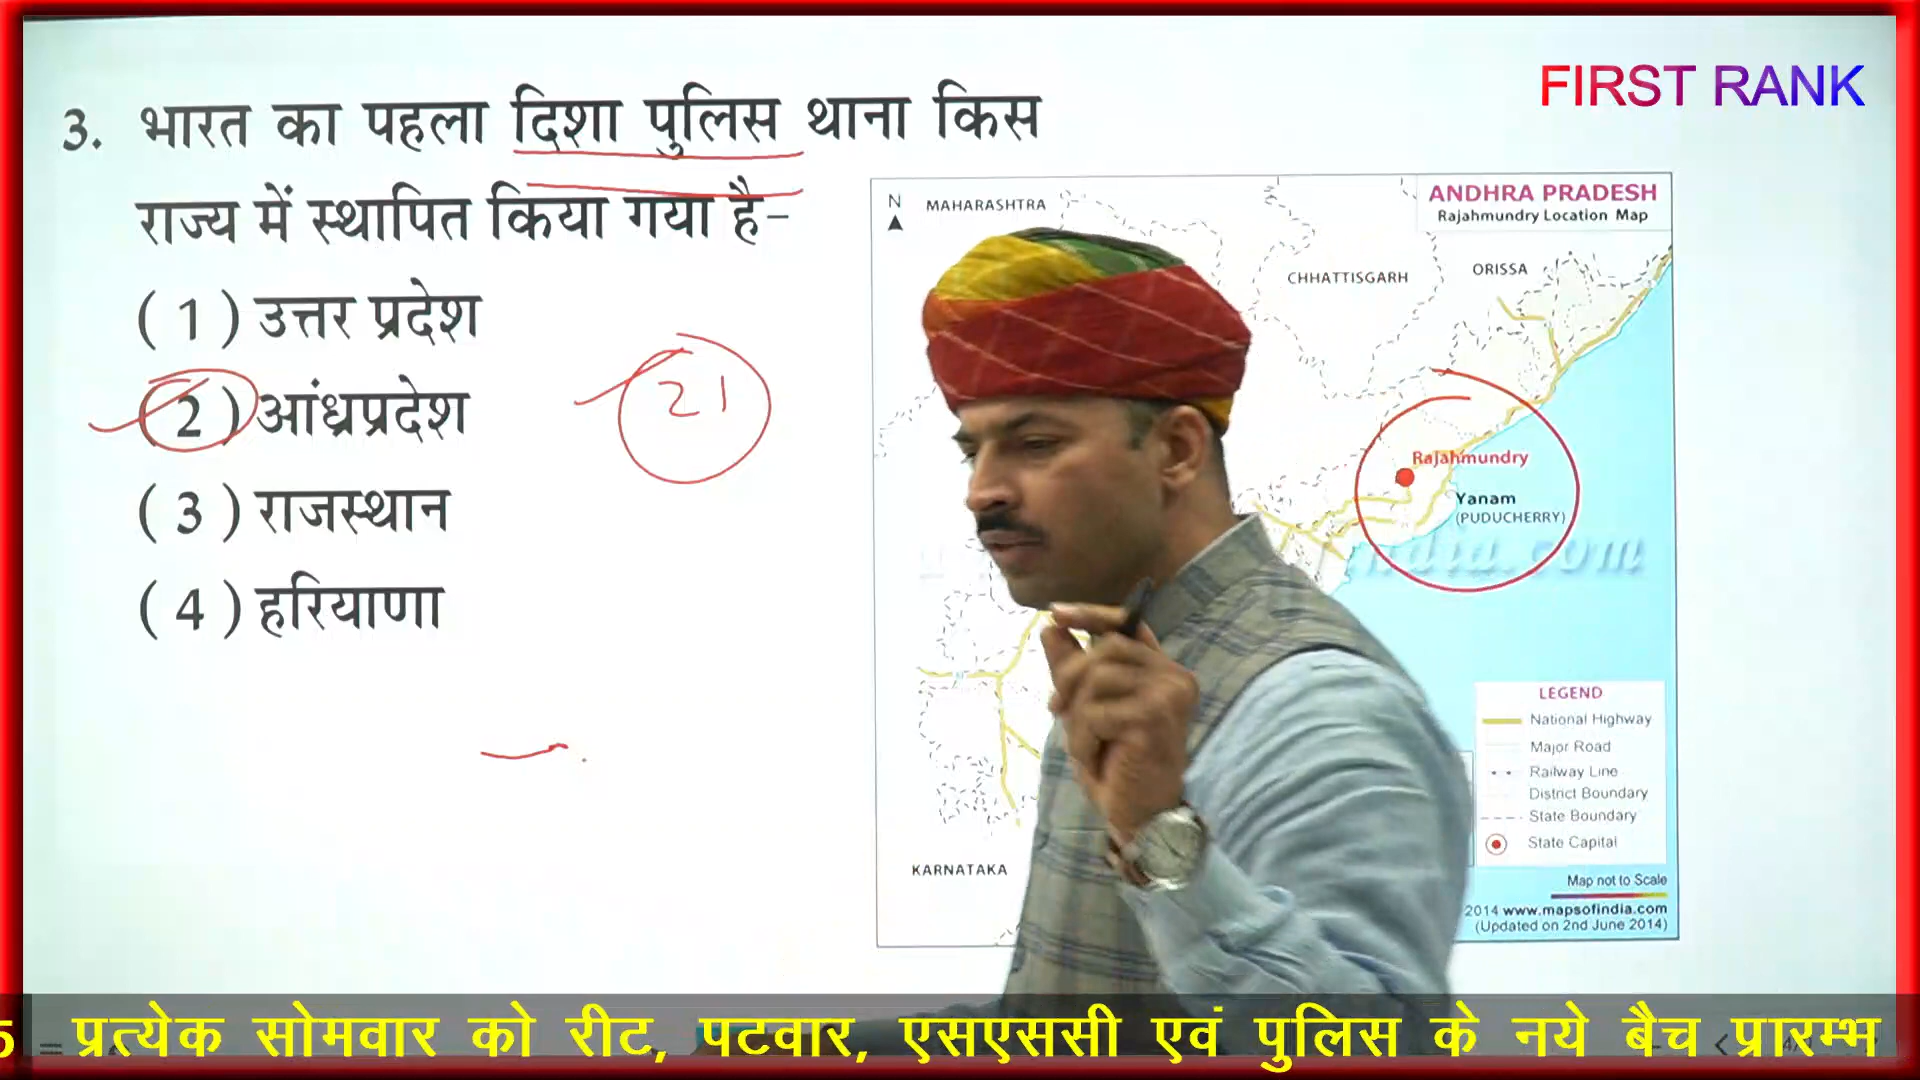 FIRST RANK
3. भारत का पहला दिशा पुलिस थाना किस
राज्य में स्थापित किया गया है-
(1) उत्तर प्रदेश
(2) आंध्रप्रदेश
(3) राजस्थान
(4) हरियाणा
21
ANDHRA PRADESH
Rajahmundry Location Map
N
MAHARASHTRA
CHHATTISGARH
ORISSA
Rajahmundry
Yanam
(PUDUCHERRY)
KARNATAKA
LEGEND
National Highway
Major Road
Railway Line
District Boundary
State Boundary
State Capital
Map not to Scale
2014 www.mapsofindia.com
(Updated on 2nd June 2014)
प्रत्येक सोमवार को रीट, पटवार, एसएससी एवं पुलिस के नये बैच प्रारम्भ